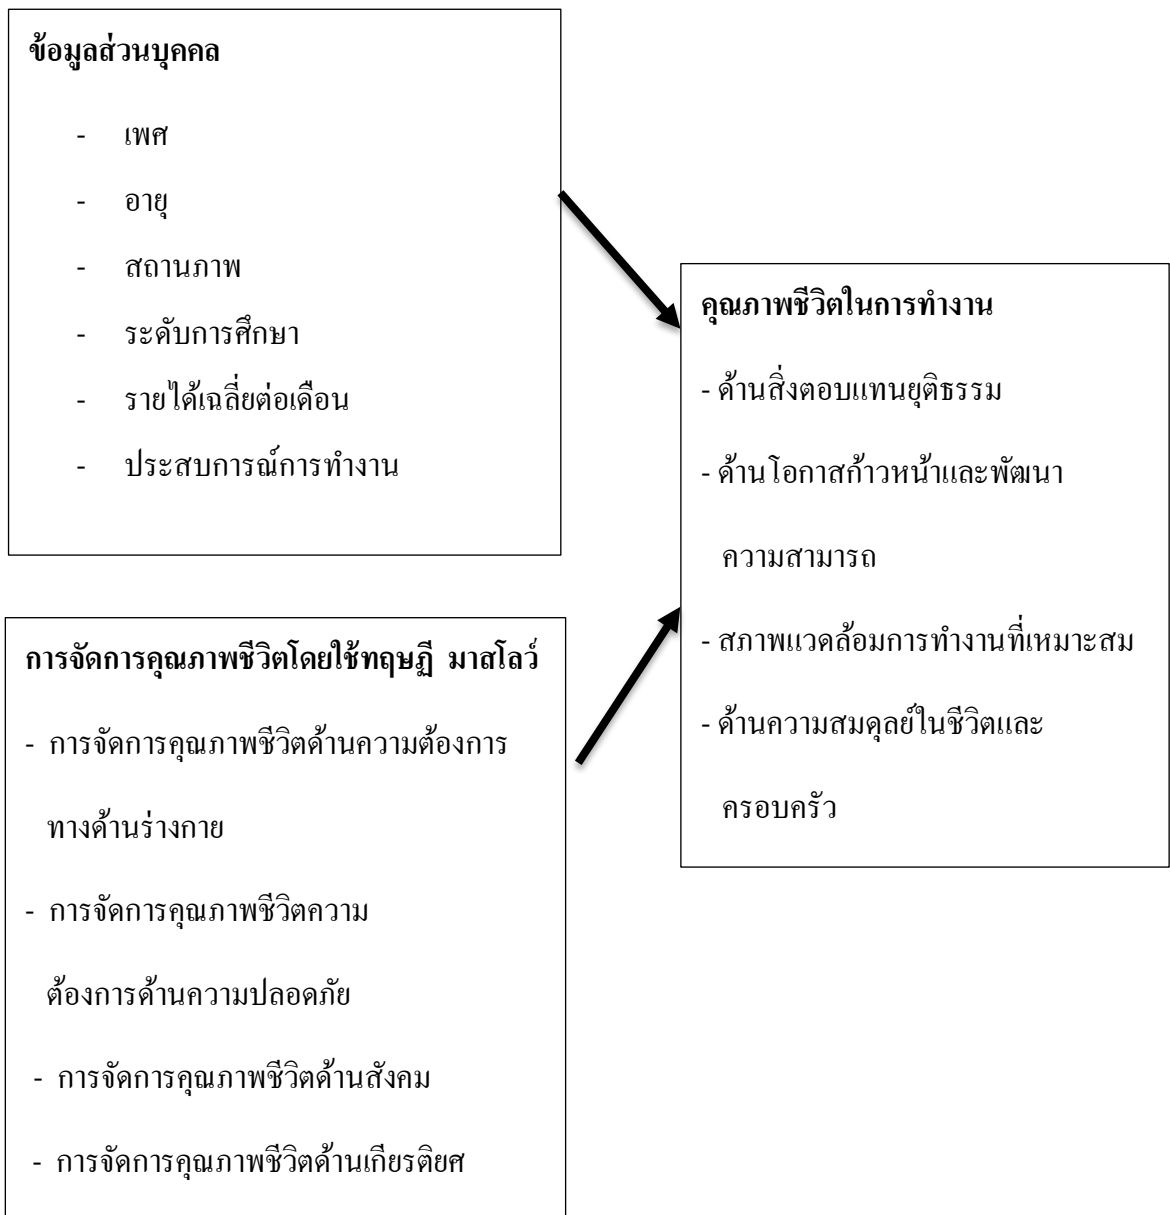 ข้อมูลส่วนบุคคล
- เพศ
- อายุ
- สถานภาพ
- ระดับการศึกษา
- รายได้เฉลี่ยต่อเดือน
- ประสบการณ์การทำงาน
การจัดการคุณภาพชีวิตโดยใช้ทฤษฎี มาสโลว์
- การจัดการคุณภาพชีวิตด้านความต้องการ
ทางด้านร่างกาย
- การจัดการคุณภาพชีวิตความ
ต้องการด้านความปลอดภัย
- การจัดการคุณภาพชีวิตด้านสังคม
- การจัดการคุณภาพชีวิตด้านเกียรติยศ
คุณภาพชีวิตในการทำงาน
- ด้านสิ่งตอบแทนยุติธรรม
- ด้านโอกาสก้าวหน้าและพัฒนา
ความสามารถ
- สภาพแวดล้อมการทำงานที่เหมาะสม
- ด้านความสมดุลย์ในชีวิตและ
ครอบครัว